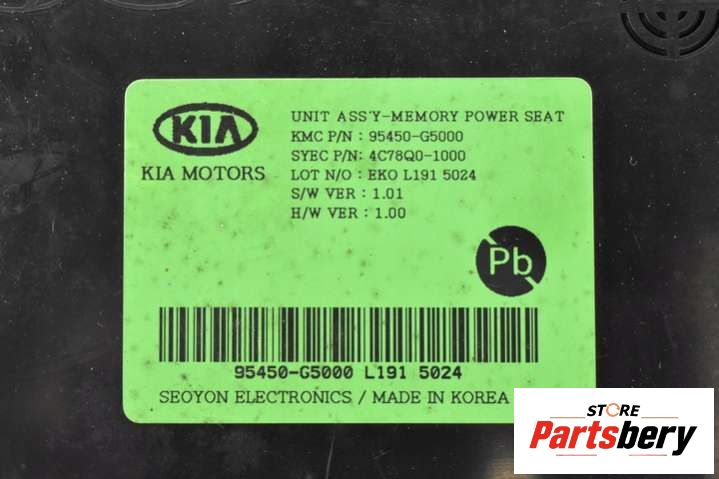 KIA
KIA MOTORS
UNIT ASS'Y-MEMORY POWER SEAT
KMC P/N : 95450-G5000
SYEC P/N: 4C78Q0-1000
LOT N/O : EKO L191 5024
S/W VER : 1.01
H/W VER : 1.00
Pb
95450-G5000 L191 5024
SEOYON ELECTRONICS / MADE IN KOREA
STORE
Partsbery